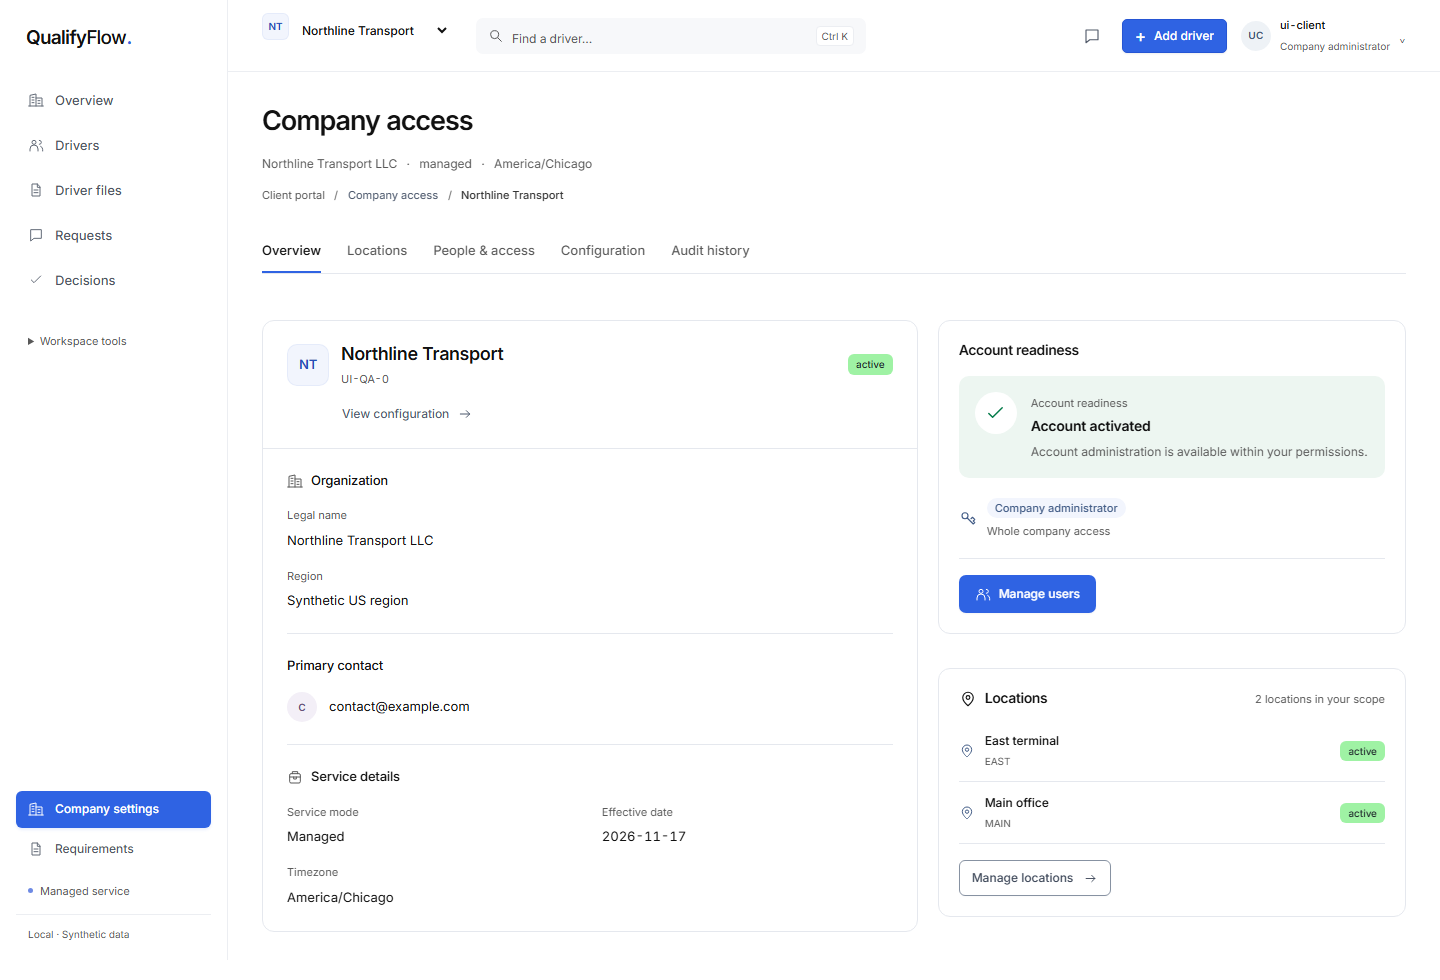 QualifyFlow.
Overview
Drivers
Driver files
Requests
Decisions
Workspace tools
Company settings
Requirements
Managed service
Local · Synthetic data
NT
Northline Transport
Find a driver...
Ctrl K
+ Add driver
UC
ui-client
Company administrator
Company access
Northline Transport LLC · managed · America/Chicago
Client portal / Company access / Northline Transport
Overview
Locations
People & access
Configuration
Audit history
NT
Northline Transport
UI-QA-0
active
View configuration →
Organization
Legal name
Northline Transport LLC
Region
Synthetic US region
Primary contact
C
contact@example.com
Service details
Service mode
Managed
Effective date
2026-11-17
Timezone
America/Chicago
Account readiness
Account readiness
Account activated
Account administration is available within your permissions.
Company administrator
Whole company access
Manage users
Locations
2 locations in your scope
East terminal
EAST
active
Main office
MAIN
active
Manage locations →